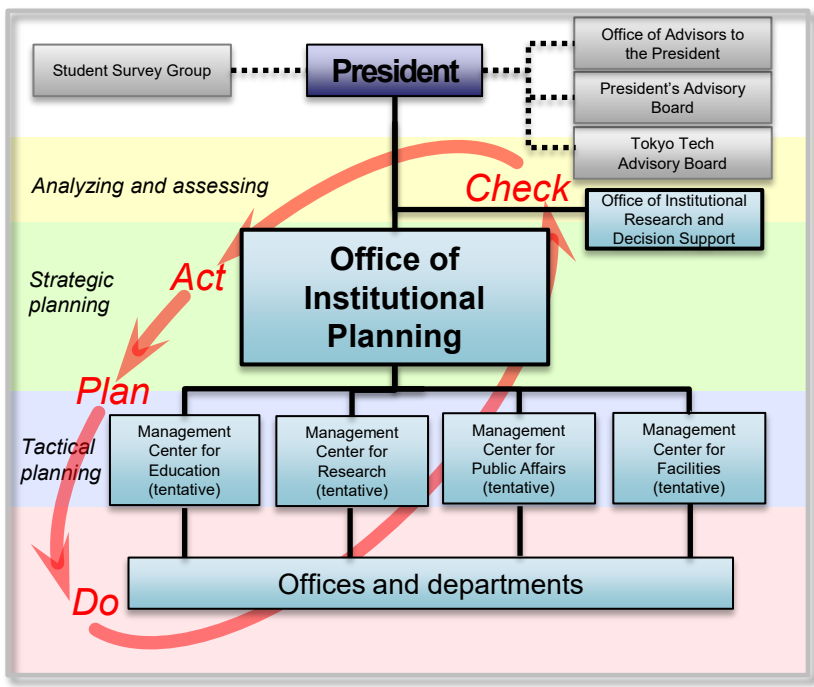 Student Survey Group
President
Office of Advisors to
the President
President's Advisory
Board
Tokyo Tech
Advisory Board
Analyzing and assessing
Check
Office of Institutional
Research and
Decision Support
Strategic
planning
Act
Office of
Institutional
Planning
Plan
Tactical
planning
Management
Center for
Education
(tentative)
Management
Center for
Research
(tentative)
Management
Center for
Public Affairs
(tentative)
Management
Center for
Facilities
(tentative)
Offices and departments
Do